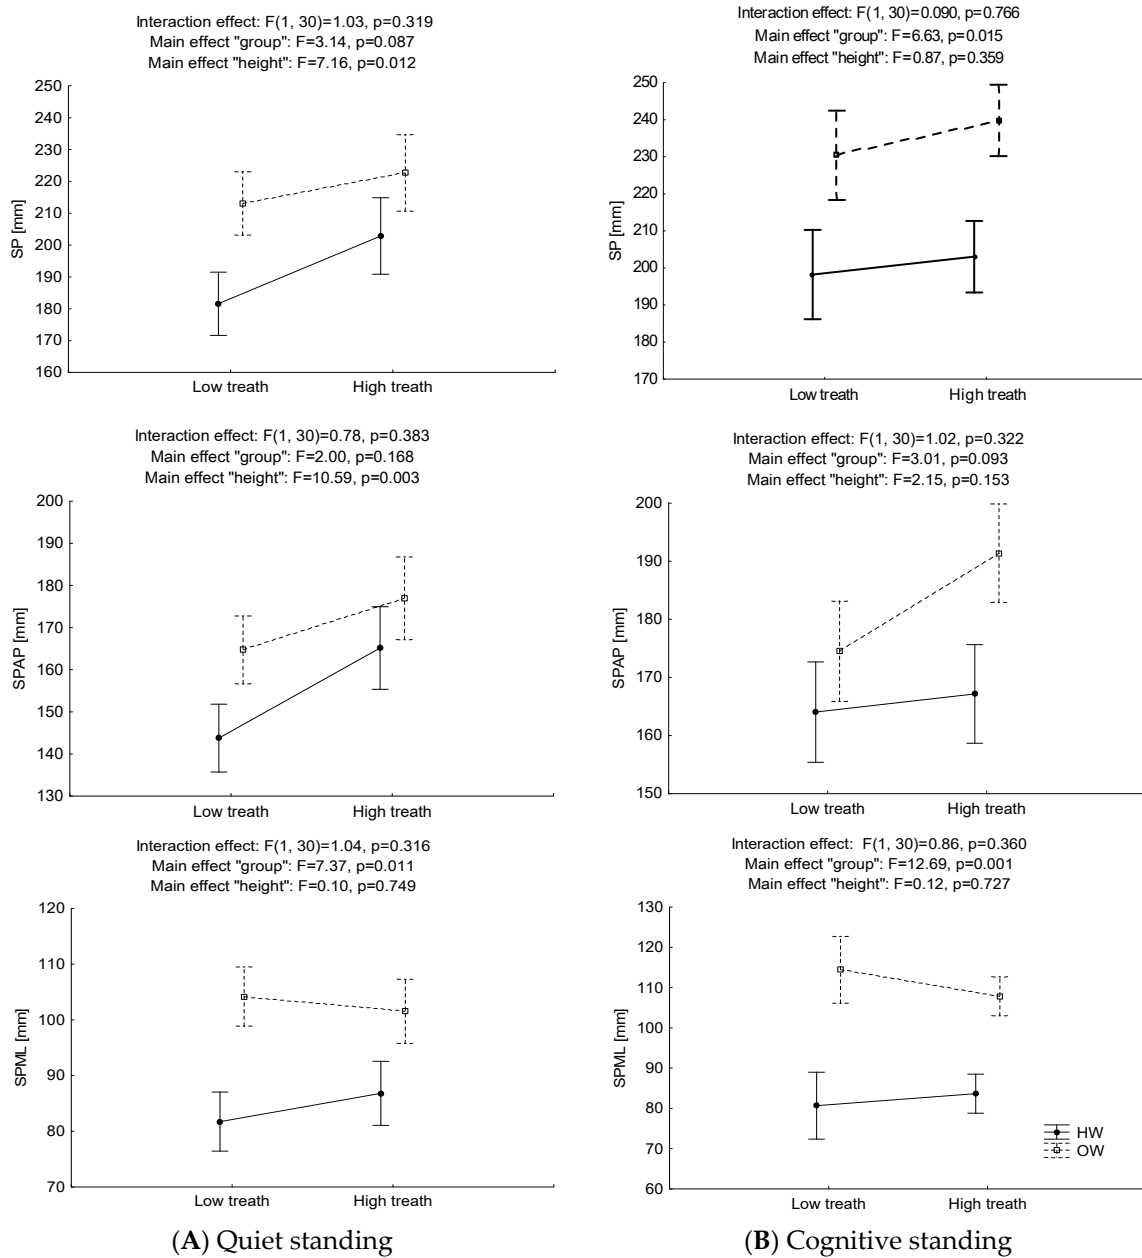 Interaction effect: F(1, 30)=1.03, p=0.319
Main effect "group": F=3.14, p=0.087
Main effect "height": F=7.16, p=0.012
250
240
230
220
210
200
190
180
170
160
SP [mm]
Low treath
High treath
Interaction effect: F(1, 30)=0.090, p=0.766
Main effect "group": F=6.63, p=0.015
Main effect "height": F=0.87, p=0.359
250
240
230
220
210
200
190
180
170
SP [mm]
Low treath
High treath
Interaction effect: F(1, 30)=0.78, p=0.383
Main effect "group": F=2.00, p=0.168
Main effect "height": F=10.59, p=0.003
200
190
180
170
160
150
140
130
SPAP [mm]
Low treath
High treath
Interaction effect: F(1, 30)=1.02, p=0.322
Main effect "group": F=3.01, p=0.093
Main effect "height": F=2.15, p=0.153
200
190
180
170
160
150
SPAP [mm]
Low treath
High treath
Interaction effect: F(1, 30)=1.04, p=0.316
Main effect "group": F=7.37, p=0.011
Main effect "height": F=0.10, p=0.749
120
110
100
90
80
70
SPML [mm]
Low treath
High treath
Interaction effect: F(1, 30)=0.86, p=0.360
Main effect "group": F=12.69, p=0.001
Main effect "height": F=0.12, p=0.727
130
120
110
100
90
80
70
60
SPML [mm]
Low treath
High treath
HW
OW
(A) Quiet standing
(B) Cognitive standing